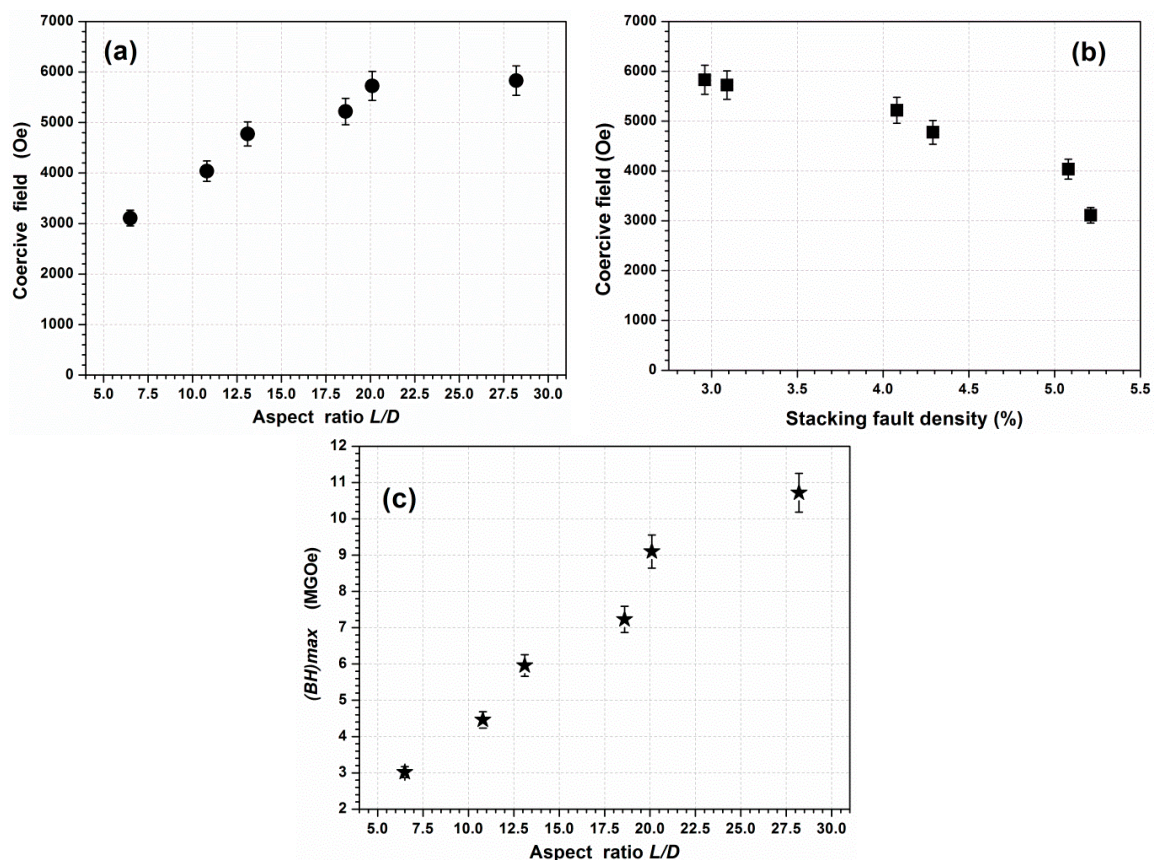 (a)
Coercive field (Oe)
7000
6000
5000
4000
3000
2000
1000
0
5.0 7.5 10.0 12.5 15.0 17.5 20.0 22.5 25.0 27.5 30.0
Aspect ratio L/D
(b)
Coercive field (Oe)
7000
6000
5000
4000
3000
2000
1000
0
3.0 3.5 4.0 4.5 5.0 5.5
Stacking fault density (%)
(c)
(BH)max (MGOe)
12
11
10
9
8
7
6
5
4
3
2
5.0 7.5 10.0 12.5 15.0 17.5 20.0 22.5 25.0 27.5 30.0
Aspect ratio L/D